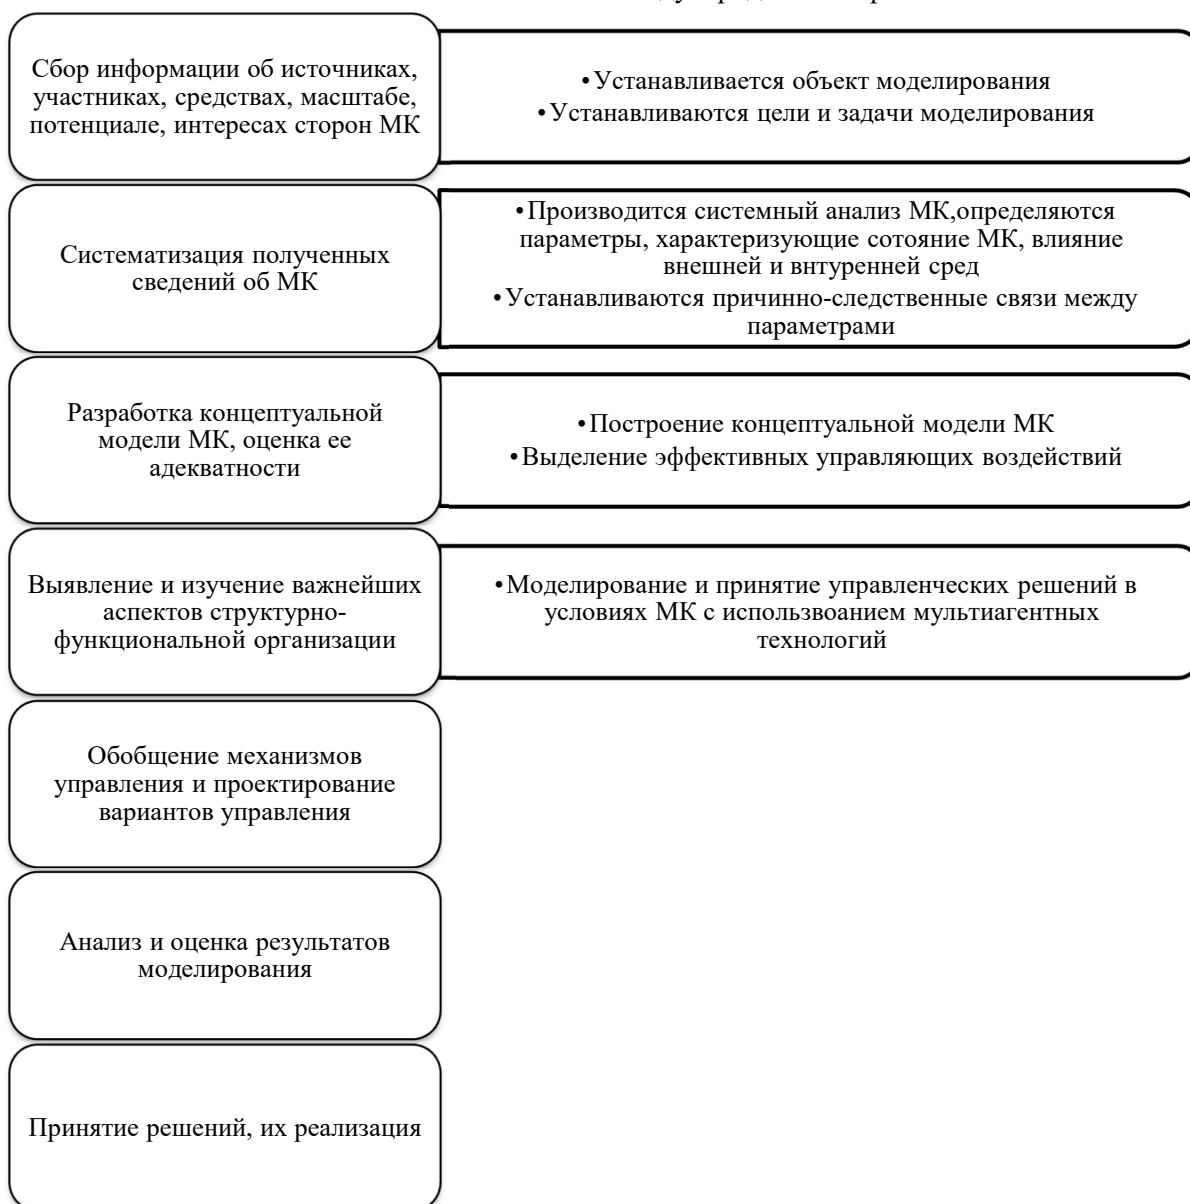 Сбор информации об источниках,
участниках, средствах, масштабе,
потенциале, интересах сторон МК
•Устанавливается объект моделирования
•Устанавливаются цели и задачи моделирования
Систематизация полученных
сведений об МК
•Производится системный анализ МК,определяются
параметры, характеризующие сотояние МК, влияние
внешней и внтуренней сред
•Устанавливаются причинно-следственные связи между
параметрами
Разработка концептуальной
модели МК, оценка ее
адекватности
•Построение концептуальной модели МК
•Выделение эффективных управляющих воздействий
Выявление и изучение важнейших
аспектов структурно-
функциональной организации
•Моделирование и принятие управленческих решений в
условиях МК с использвоанием мультиагентных
технологий
Обобщение механизмов
управления и проектирование
вариантов управления
Анализ и оценка результатов
моделирования
Принятие решений, их реализация